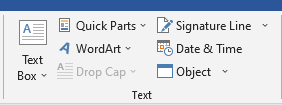 Text Box
Quick Parts
WordArt
Drop Cap
Signature Line
Date & Time
Object
Text